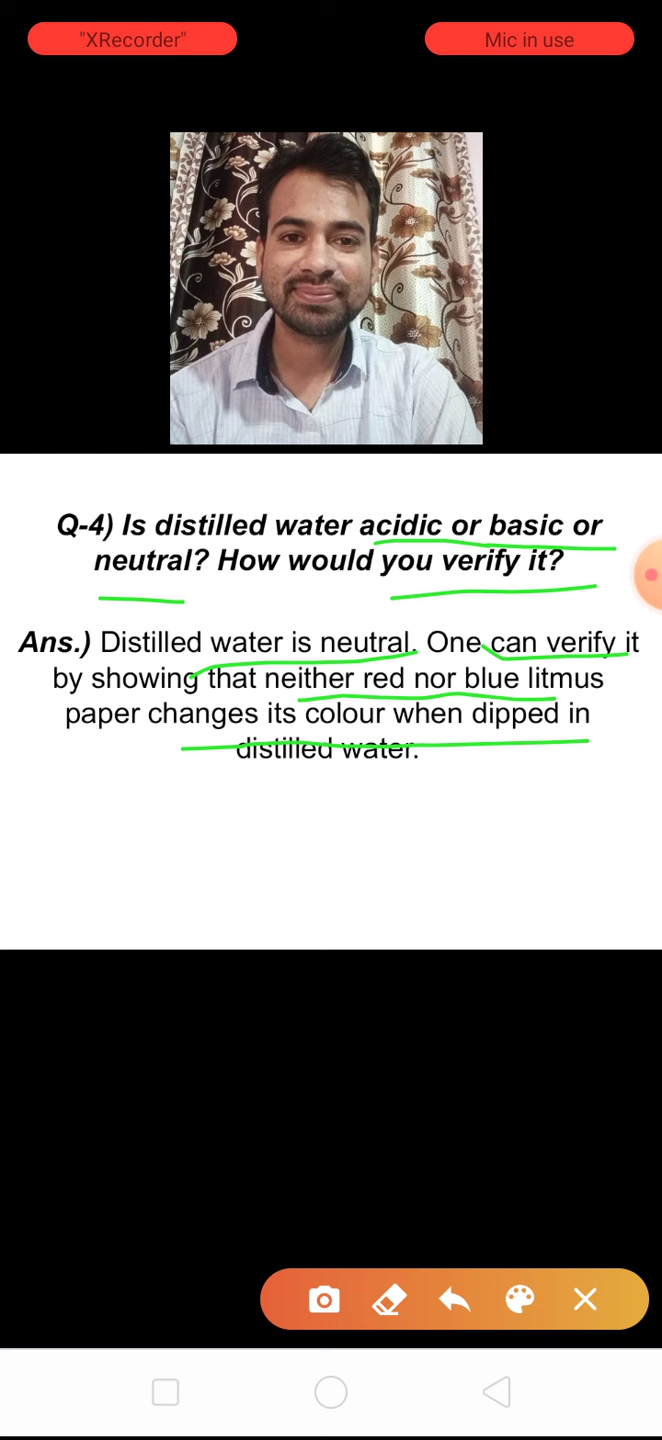 "XRecorder"
Mic in use
Q-4) Is distilled water acidic or basic or
neutral? How would you verify it?
Ans.) Distilled water is neutral. One can verify it
by showing that neither red nor blue litmus
paper changes its colour when dipped in
distilled water.